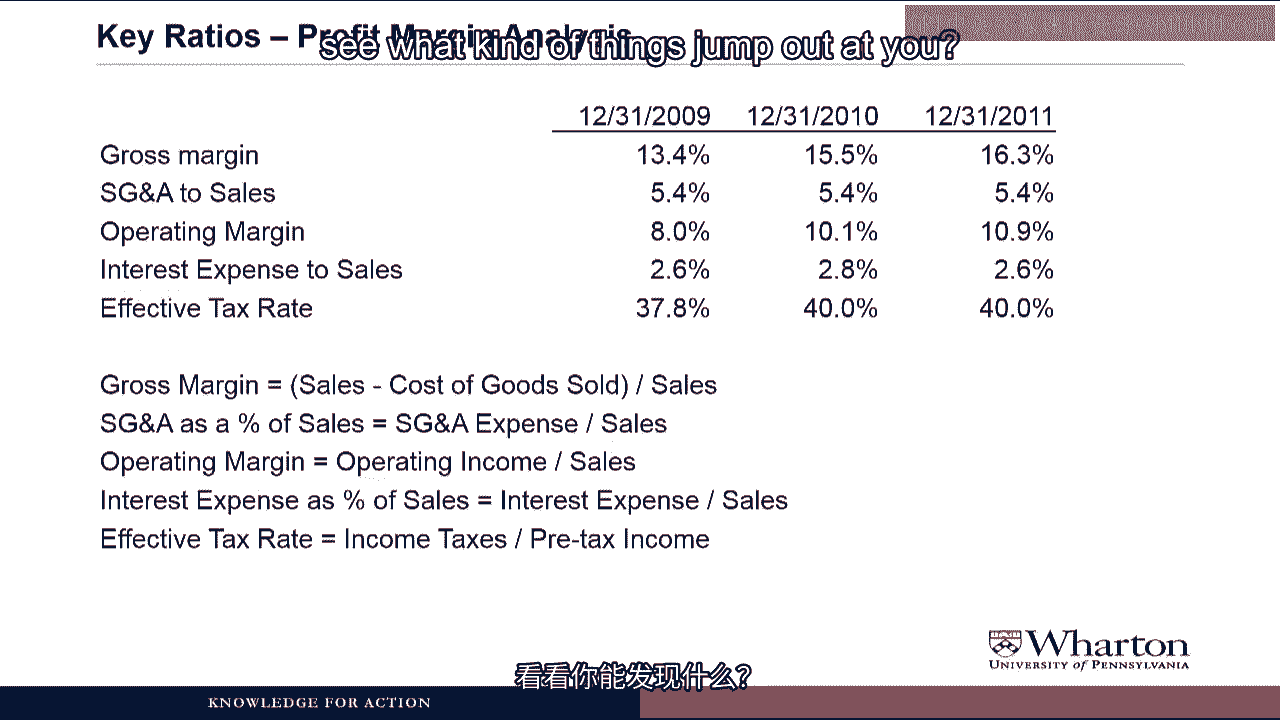 Key Ratios – Profit Margin Analysis
see what kind of things jump out at you?
12/31/2009 12/31/2010 12/31/2011
Gross margin 13.4% 15.5% 16.3%
SG&A to Sales 5.4% 5.4% 5.4%
Operating Margin 8.0% 10.1% 10.9%
Interest Expense to Sales 2.6% 2.8% 2.6%
Effective Tax Rate 37.8% 40.0% 40.0%
Gross Margin = (Sales - Cost of Goods Sold) / Sales
SG&A as a % of Sales = SG&A Expense / Sales
Operating Margin = Operating Income / Sales
Interest Expense as % of Sales = Interest Expense / Sales
Effective Tax Rate = Income Taxes / Pre-tax Income
Wharton
UNIVERSITY of PENNSYLVANIA
看看你能发现什么?
KNOWLEDGE FOR ACTION